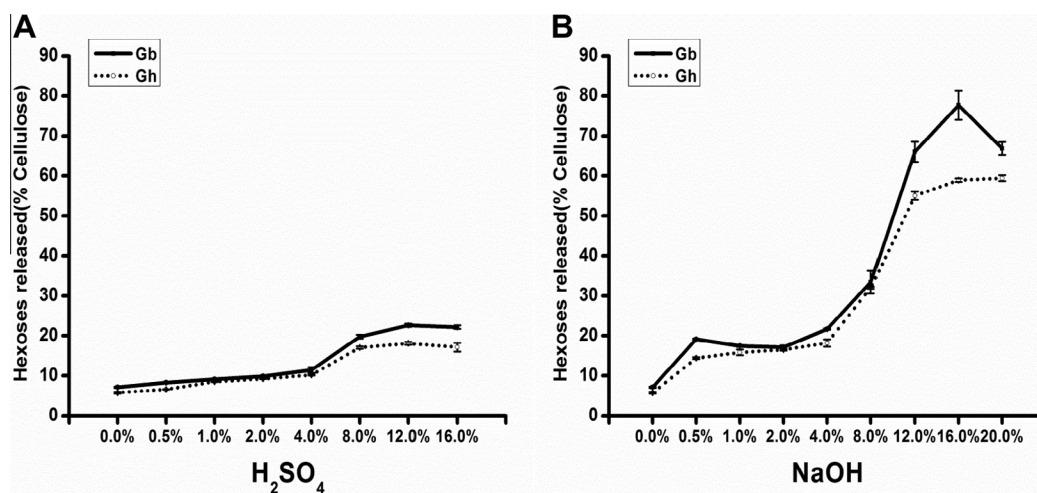 A
Hexoses released(% Cellulose)
90
80
70
60
50
40
30
20
10
0
Gb
Gh
0.0% 0.5% 1.0% 2.0% 4.0% 8.0% 12.0% 16.0%
H₂SO₄
B
Hexoses released(% Cellulose)
90
80
70
60
50
40
30
20
10
0
Gb
Gh
0.0% 0.5% 1.0% 2.0% 4.0% 8.0% 12.0% 16.0% 20.0%
NaOH